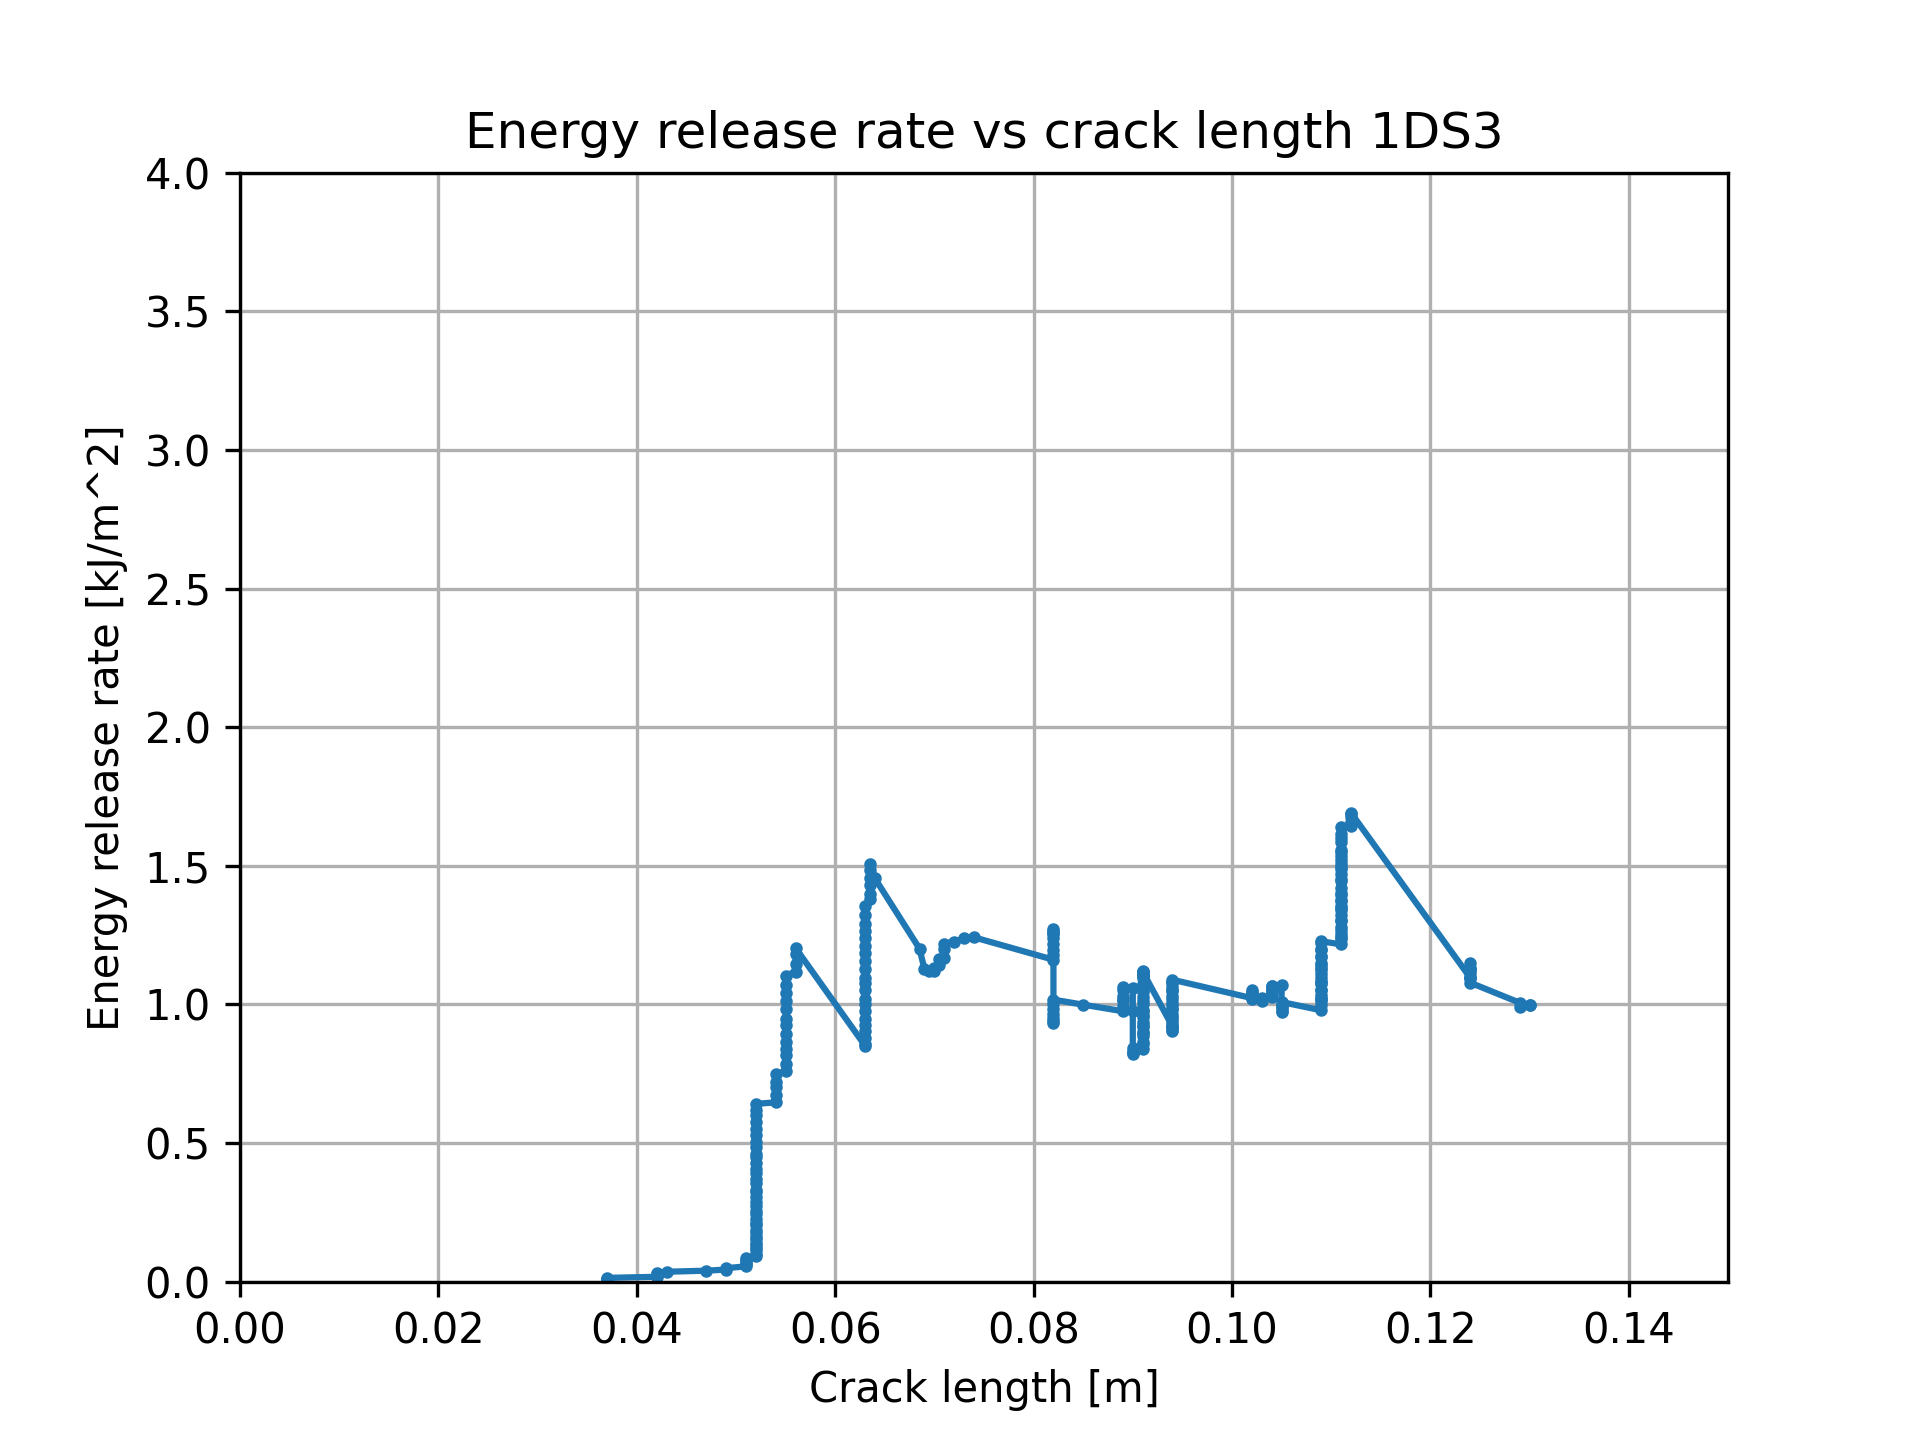 Energy release rate vs crack length 1DS3
4.0
3.5
3.0
2.5
2.0
1.5
1.0
0.5
0.0
Energy release rate [kJ/m^2]
0.00 0.02 0.04 0.06 0.08 0.10 0.12 0.14
Crack length [m]